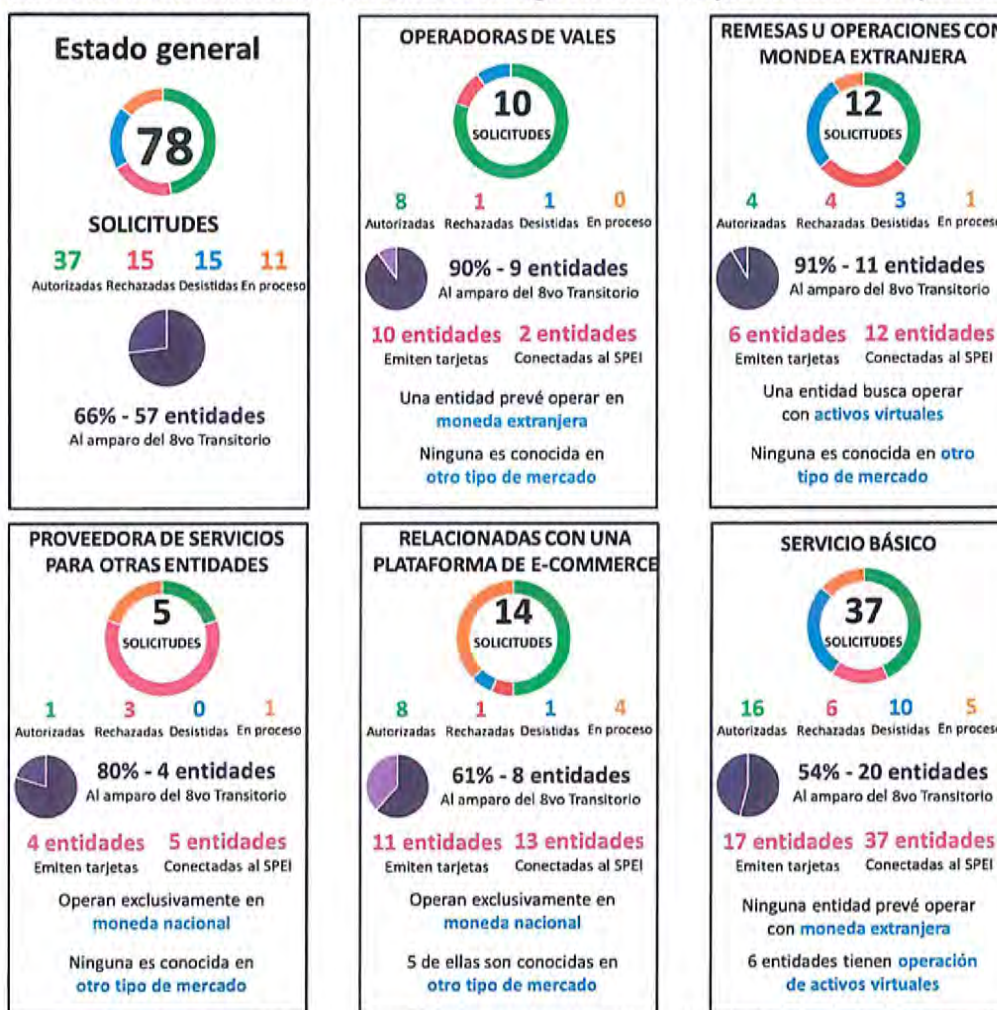 Estado general
78
SOLICITUDES
37 15 15 11
Autorizadas Rechazadas Desistidas En proceso
66% - 57 entidades
Al amparo del 8vo Transitorio
OPERADORAS DE VALES
10
SOLICITUDES
8 1 1 0
Autorizadas Rechazadas Desistidas En proceso
90% - 9 entidades
Al amparo del 8vo Transitorio
10 entidades 2 entidades
Emiten tarjetas Conectadas al SPEI
Una entidad prevé operar en
moneda extranjera
Ninguna es conocida en
otro tipo de mercado
REMESAS U OPERACIONES CON
MONDEA EXTRANJERA
12
SOLICITUDES
4 4 3 1
Autorizadas Rechazadas Desistidas En proceso
91% - 11 entidades
Al amparo del 8vo Transitorio
6 entidades 12 entidades
Emiten tarjetas Conectadas al SPEI
Una entidad busca operar
con activos virtuales
Ninguna es conocida en otro
tipo de mercado
PROVEEDORA DE SERVICIOS
PARA OTRAS ENTIDADES
5
SOLICITUDES
1 3 0 1
Autorizadas Rechazadas Desistidas En proceso
80% - 4 entidades
Al amparo del 8vo Transitorio
4 entidades 5 entidades
Emiten tarjetas Conectadas al SPEI
Operan exclusivamente en
moneda nacional
Ninguna es conocida en
otro tipo de mercado
RELACIONADAS CON UNA
PLATAFORMA DE E-COMMERCE
14
SOLICITUDES
8 1 1 4
Autorizadas Rechazadas Desistidas En proceso
61% - 8 entidades
Al amparo del 8vo Transitorio
11 entidades 13 entidades
Emiten tarjetas Conectadas al SPEI
Operan exclusivamente en
moneda nacional
5 de ellas son conocidas en
otro tipo de mercado
SERVICIO BÁSICO
37
SOLICITUDES
16 6 10 5
Autorizadas Rechazadas Desistidas En proceso
54% - 20 entidades
Al amparo del 8vo Transitorio
17 entidades 37 entidades
Emiten tarjetas Conectadas al SPEI
Ninguna entidad prevé operar
con moneda extranjera
6 entidades tienen operación
de activos virtuales